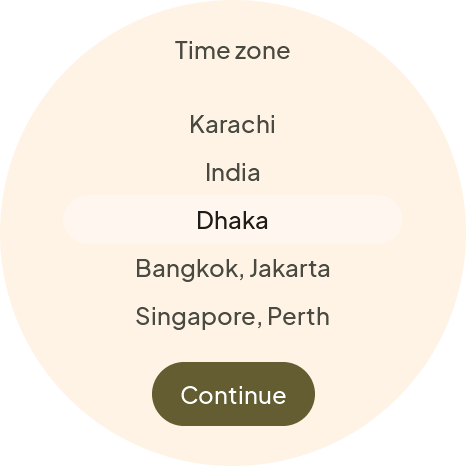 Time zone
Karachi
India
Dhaka
Bangkok, Jakarta
Singapore, Perth
Continue